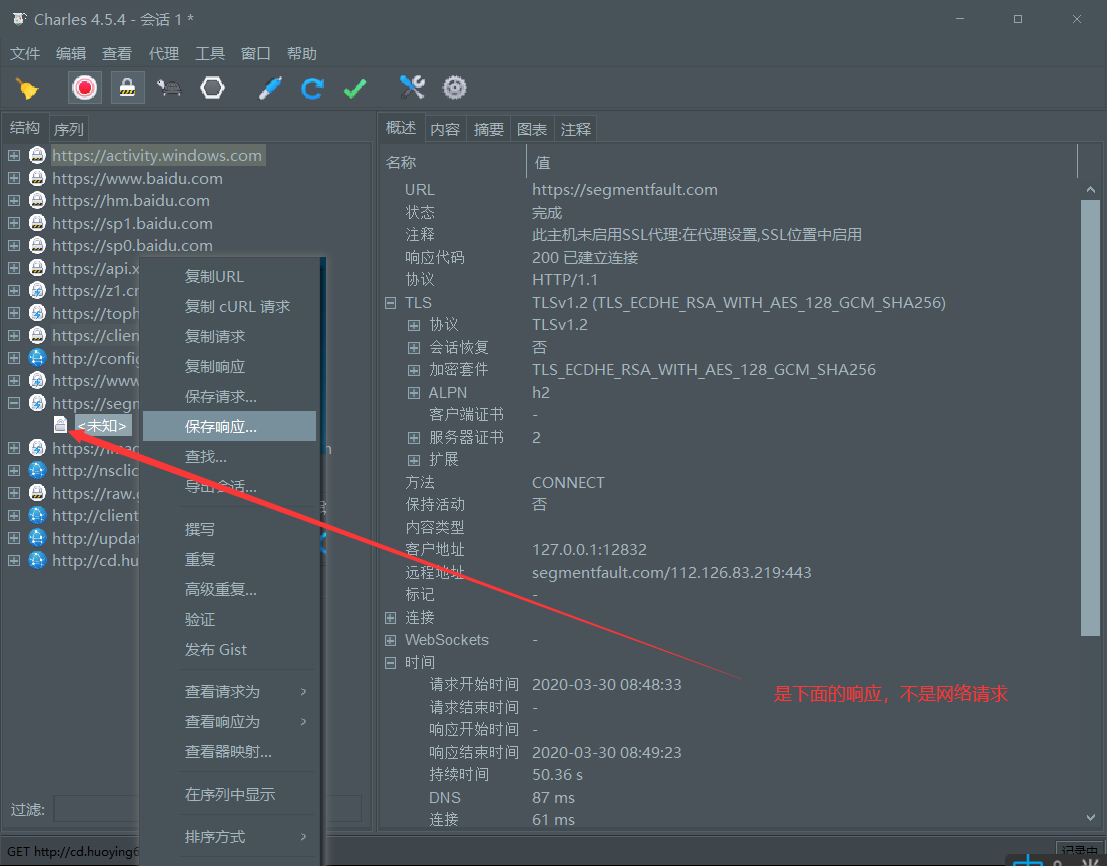 Charles 4.5.4 - 会话 1 *
文件 编辑 查看 代理 工具 窗口 帮助
结构 序列
https://activity.windows.com
https://www.baidu.com
https://hm.baidu.com
https://sp1.baidu.com
https://sp0.baidu.com
https://api.x
https://z1.cr
https://toph
https://clien
http://config
https://www
https://segr
<未知>
http://nsclic
https://raw.g
http://client
http://updat
http://cd.hu
过滤:
GET http://cd.huoying6
复制URL
复制 cURL 请求
复制请求
复制响应
保存请求...
保存响应...
查找...
导出会话...
撰写
重复
高级重复...
验证
发布 Gist
查看请求为
查看响应为
查看器映射...
在序列中显示
排序方式
概述 内容 摘要 图表 注释
名称 值
URL https://segmentfault.com
状态 完成
注释 此主机未启用SSL代理:在代理设置,SSL位置中启用
响应代码 200 已建立连接
协议 HTTP/1.1
TLS TLSv1.2 (TLS_ECDHE_RSA_WITH_AES_128_GCM_SHA256)
协议 TLSv1.2
会话恢复 否
加密套件 TLS_ECDHE_RSA_WITH_AES_128_GCM_SHA256
ALPN h2
客户端证书 -
服务器证书 2
扩展
方法 CONNECT
保持活动 否
内容类型
客户地址 127.0.0.1:12832
远程地址 segmentfault.com/112.126.83.219:443
标记 -
连接
WebSockets -
时间
请求开始时间 2020-03-30 08:48:33
请求结束时间 -
响应开始时间 -
响应结束时间 2020-03-30 08:49:23
持续时间 50.36 s
DNS 87 ms
连接 61 ms
是下面的响应，不是网络请求
记录中